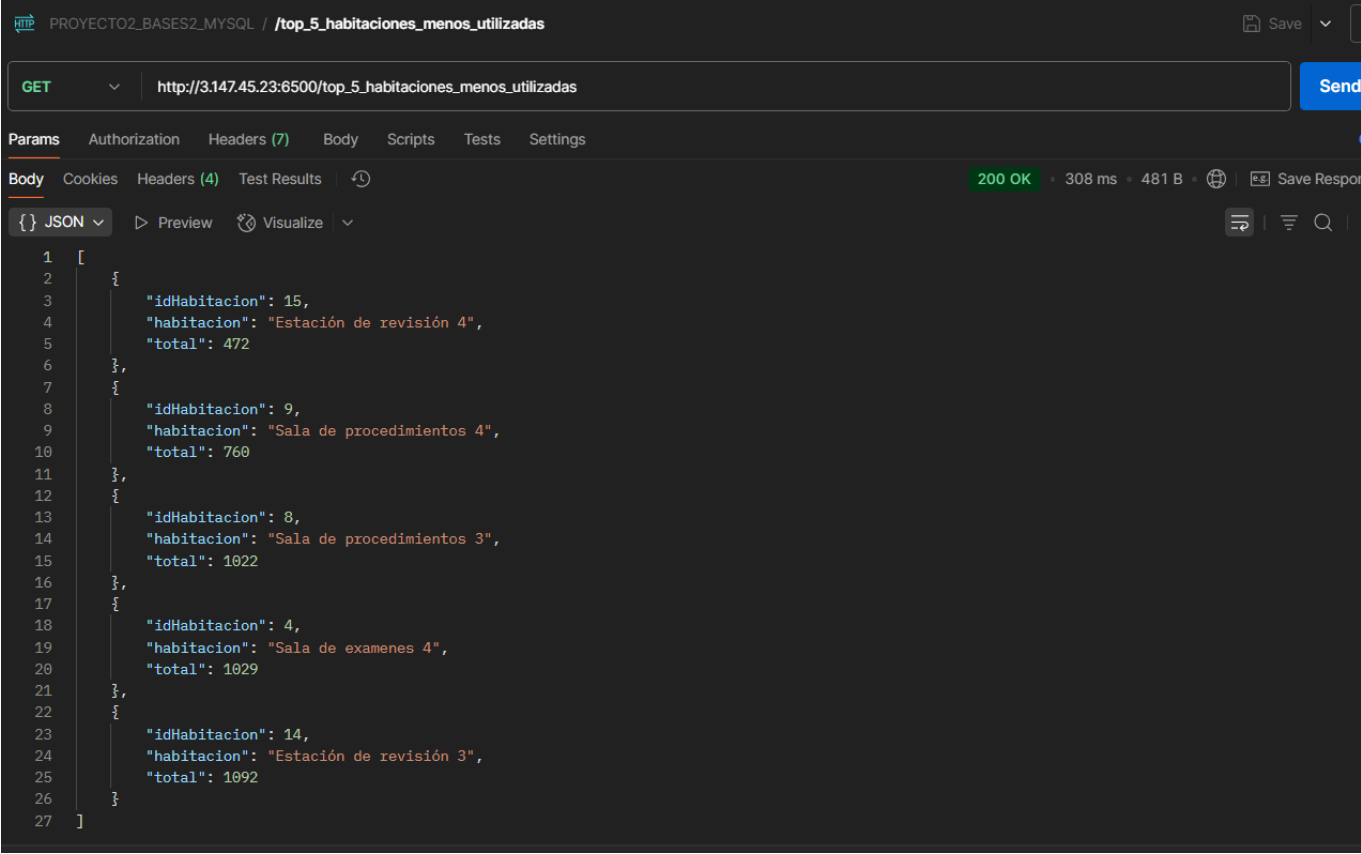 HTTP PROYECTO2_BASES2_MYSQL / /top_5_habitaciones_menos_utilizadas Save
GET http://3.147.45.23:6500/top_5_habitaciones_menos_utilizadas Send
Params Authorization Headers (7) Body Scripts Tests Settings
Body Cookies Headers (4) Test Results 200 OK • 308 ms • 481 B • e.g. Save Respor
{} JSON Preview Visualize
1 [
2 {
3 "idHabitacion": 15,
4 "habitacion": "Estación de revisión 4",
5 "total": 472
6 },
7 {
8 "idHabitacion": 9,
9 "habitacion": "Sala de procedimientos 4",
10 "total": 760
11 },
12 {
13 "idHabitacion": 8,
14 "habitacion": "Sala de procedimientos 3",
15 "total": 1022
16 },
17 {
18 "idHabitacion": 4,
19 "habitacion": "Sala de examenes 4",
20 "total": 1029
21 },
22 {
23 "idHabitacion": 14,
24 "habitacion": "Estación de revisión 3",
25 "total": 1092
26 }
27 ]